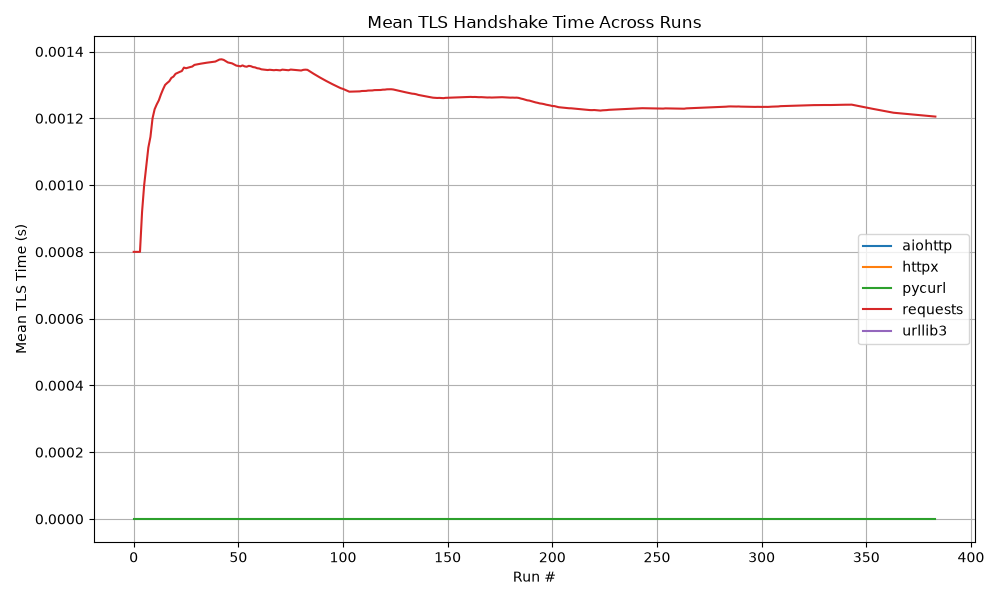 Mean TLS Handshake Time Across Runs
Mean TLS Time (s)
0.0014
0.0012
0.0010
0.0008
0.0006
0.0004
0.0002
0.0000
aiohttp
httpx
pycurl
requests
urllib3
0 50 100 150 200 250 300 350 400
Run #